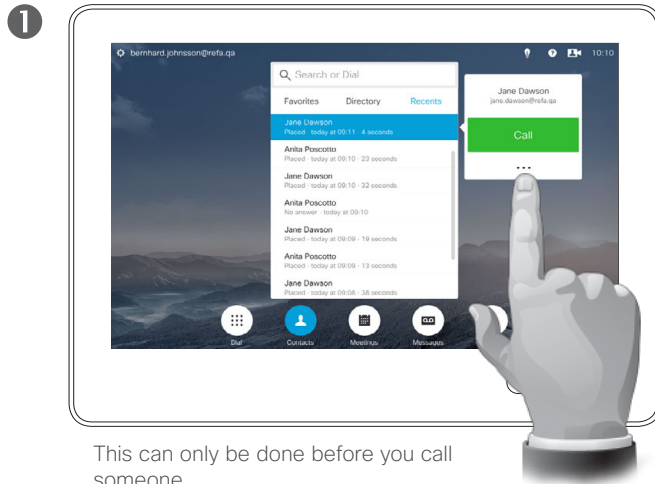 1
bernhard.johnsson@refa.qa
10:10
Search or Dial
Favorites Directory Recents
Jane Dawson
Placed - today at 09:11 - 4 seconds
Anita Poscotto
Placed - today at 09:10 - 23 seconds
Jane Dawson
Placed - today at 09:10 - 32 seconds
Anita Poscotto
No answer - today at 09:10
Jane Dawson
Placed - today at 09:09 - 19 seconds
Anita Poscotto
Placed - today at 09:09 - 13 seconds
Jane Dawson
Placed - today at 09:08 - 38 seconds
Jane Dawson
jane.dawson@refa.qa
Call
...
Dial Contacts Meetings Messages
This can only be done before you call
someone